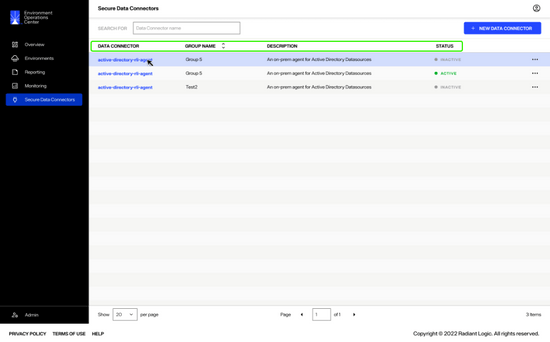 Environment
Operations
Center
Secure Data Connectors
SEARCH FOR Data Connector name
+ NEW DATA CONNECTOR
DATA CONNECTOR GROUP NAME DESCRIPTION STATUS
active-directory-rli-agent Group S An on-prem agent for Active Directory Datasources INACTIVE
active-directory-rli-agent Group S An on-prem agent for Active Directory Datasources ACTIVE
active-directory-rli-agent Test2 An on-prem agent for Active Directory Datasources INACTIVE
Overview
Environments
Reporting
Monitoring
Secure Data Connectors
Admin
Show 20 per page
Page 1 of 1
3 items
PRIVACY POLICY TERMS OF USE HELP
Copyright © 2022 Radiant Logic. All rights reserved.